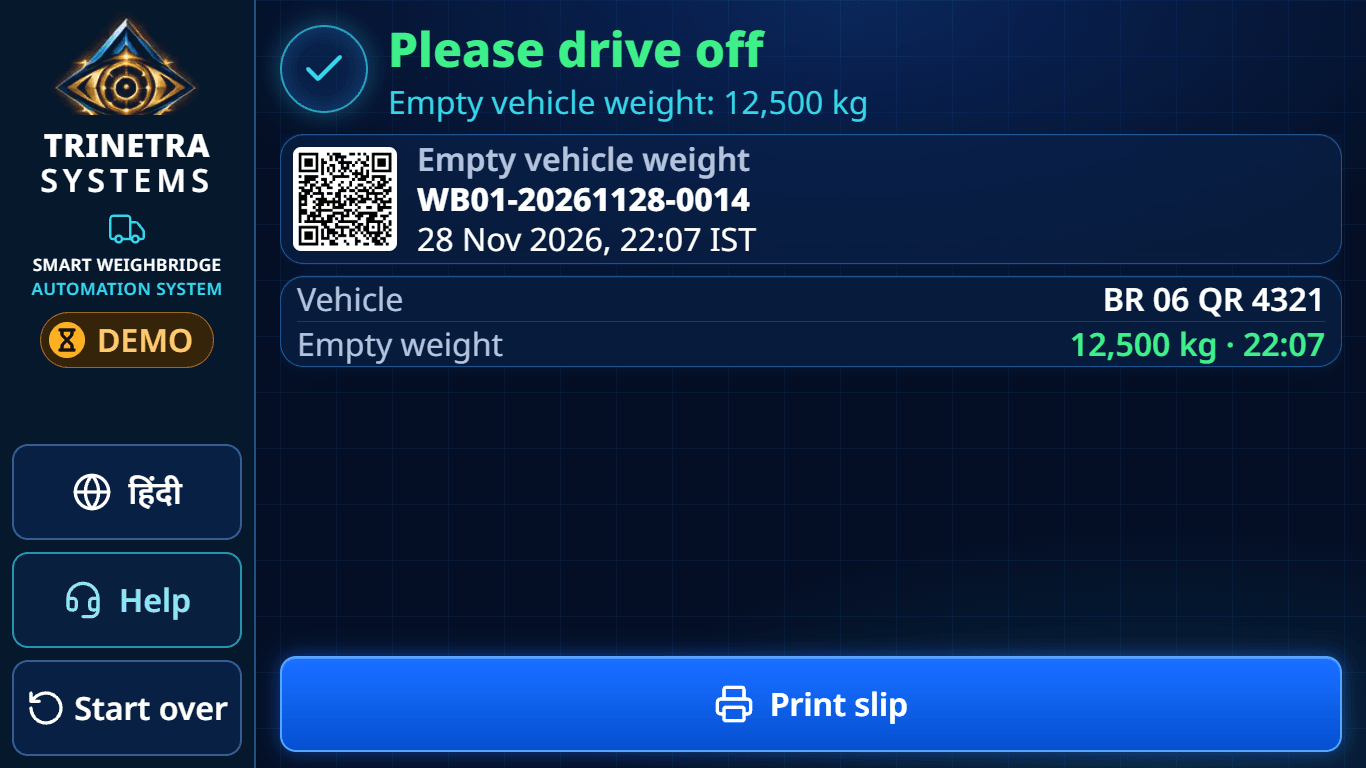 TRINETRA
SYSTEMS
SMART WEIGHBRIDGE
AUTOMATION SYSTEM
DEMO
हिंदी
Help
Start over
Please drive off
Empty vehicle weight: 12,500 kg
Empty vehicle weight
WB01-20261128-0014
28 Nov 2026, 22:07 IST
Vehicle BR 06 QR 4321
Empty weight 12,500 kg · 22:07
Print slip